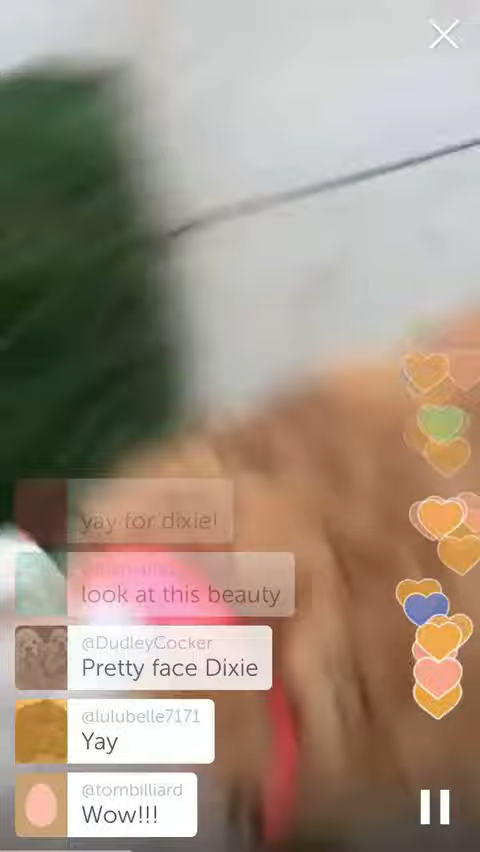 yay for dixie!
look at this beauty
@DudleyCocker
Pretty face Dixie
@lulubelle7171
Yay
@tombilliard
Wow!!!